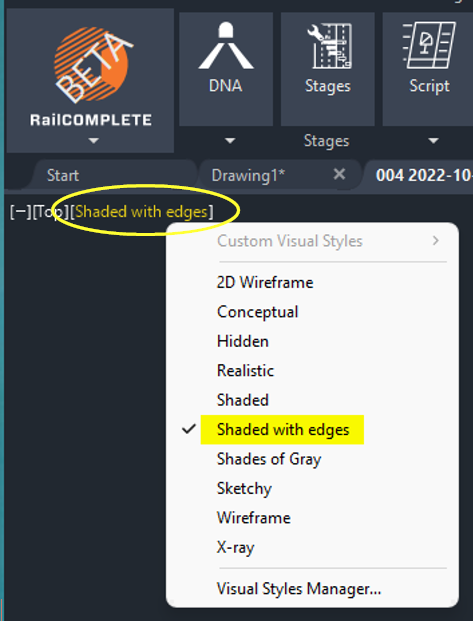 BETA
RailCOMPLETE
DNA
Stages
Script
Stages
Start
Drawing1*
004 2022-10-
[−][Top][Shaded with edges]
Custom Visual Styles
2D Wireframe
Conceptual
Hidden
Realistic
Shaded
Shaded with edges
Shades of Gray
Sketchy
Wireframe
X-ray
Visual Styles Manager...